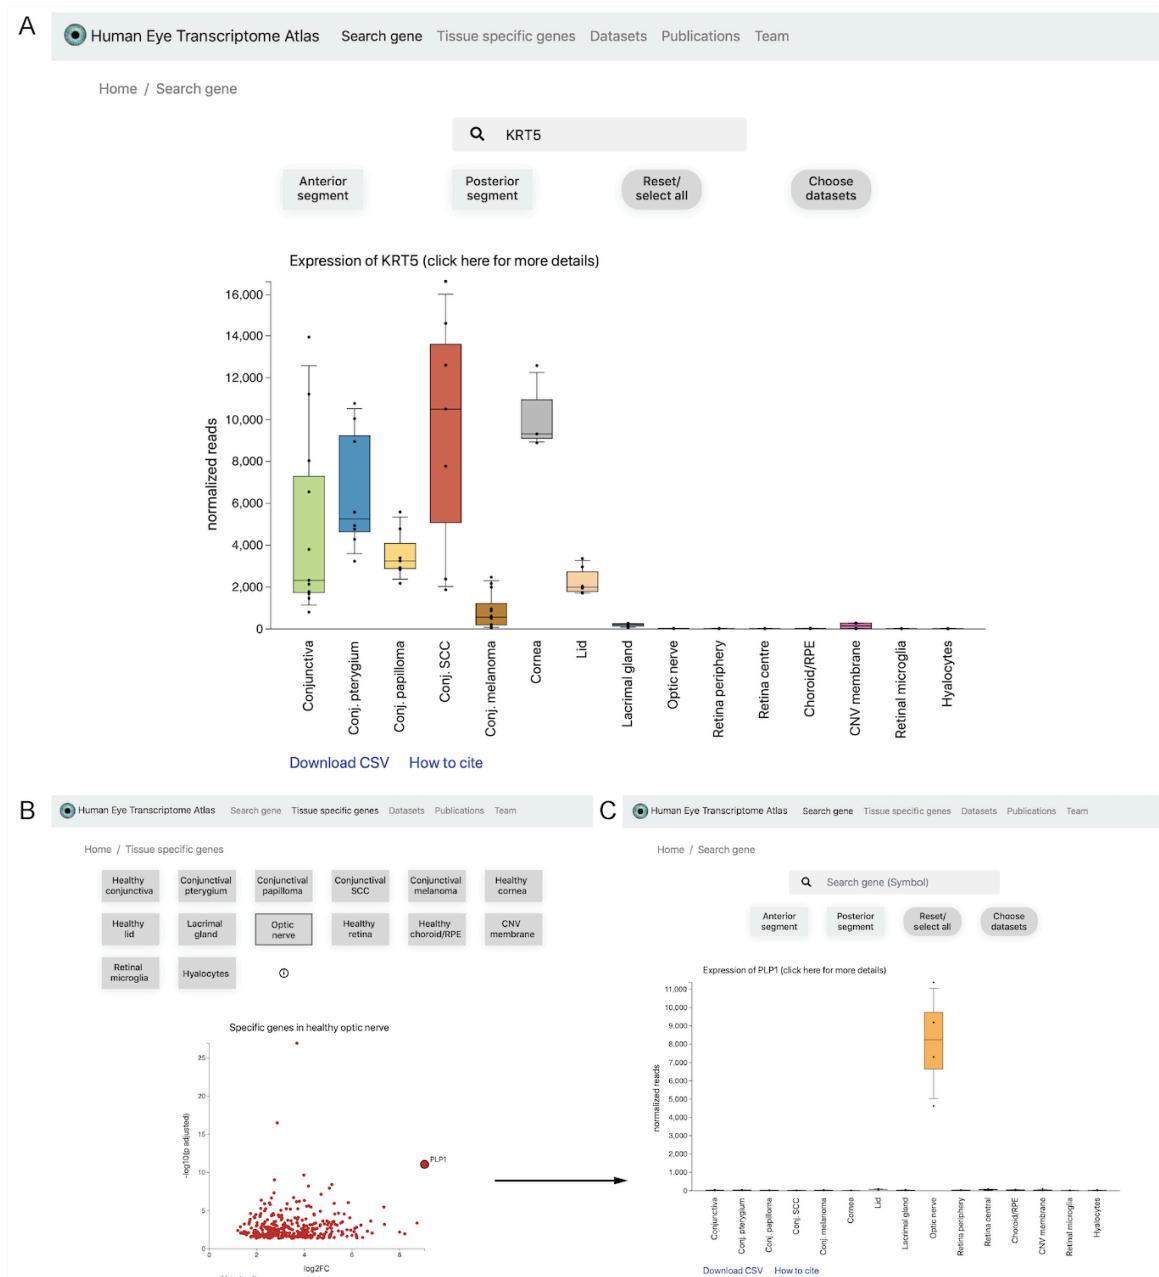 A
Human Eye Transcriptome Atlas Search gene Tissue specific genes Datasets Publications Team
Home / Search gene
KRT5
Anterior segment
Posterior segment
Reset/ select all
Choose datasets
Expression of KRT5 (click here for more details)
normalized reads
16,000
14,000
12,000
10,000
8,000
6,000
4,000
2,000
0
Conjunctiva
Conj. pterygium
Conj. papilloma
Conj. SCC
Conj. melanoma
Cornea
Lid
Lacrimal gland
Optic nerve
Retina periphery
Retina centre
Choroid/RPE
CNV membrane
Retinal microglia
Hyalocytes
Download CSV How to cite
B
Human Eye Transcriptome Atlas Search gene Tissue specific genes Datasets Publications Team
Home / Tissue specific genes
Healthy conjunctiva
Conjunctival pterygium
Conjunctival papilloma
Conjunctival SCC
Conjunctival melanoma
Healthy cornea
Healthy lid
Lacrimal gland
Optic nerve
Healthy retina
Healthy choroid/RPE
CNV membrane
Retinal microglia
Hyalocytes
Specific genes in healthy optic nerve
-log10(p adjusted)
25
20
15
10
5
0
PLP1
0 2 4 6 8
log2FC
C
Human Eye Transcriptome Atlas Search gene Tissue specific genes Datasets Publications Team
Home / Search gene
Search gene (Symbol)
Anterior segment
Posterior segment
Reset/ select all
Choose datasets
Expression of PLP1 (click here for more details)
normalized reads
11,000
10,000
9,000
8,000
7,000
6,000
5,000
4,000
3,000
2,000
1,000
0
Conjunctiva
Conj. pterygium
Conj. papilloma
Conj. SCC
Conj. melanoma
Cornea
Lid
Lacrimal gland
Optic nerve
Retina periphery
Retina central
Choroid/RPE
CNV membrane
Retinal microglia
Hyalocytes
Download CSV How to cite